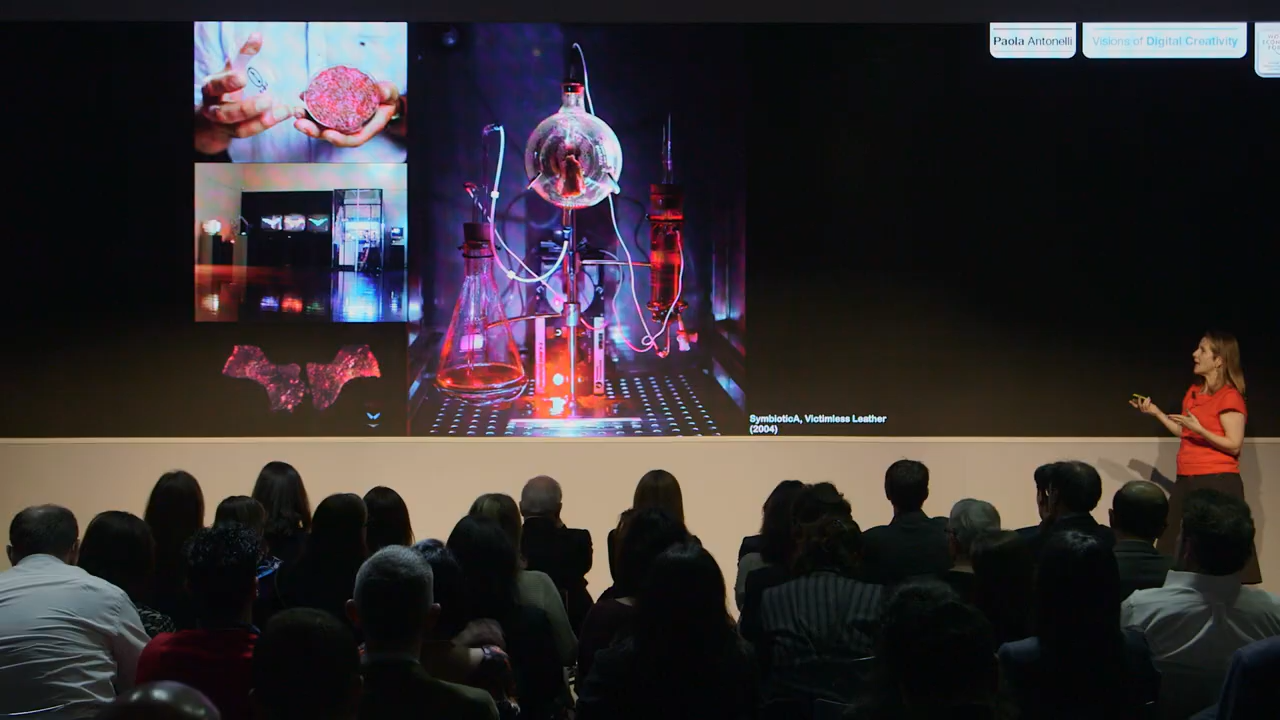 Paola Antonelli
Visions of Digital Creativity
SymbioticA, Victimless Leather
(2004)